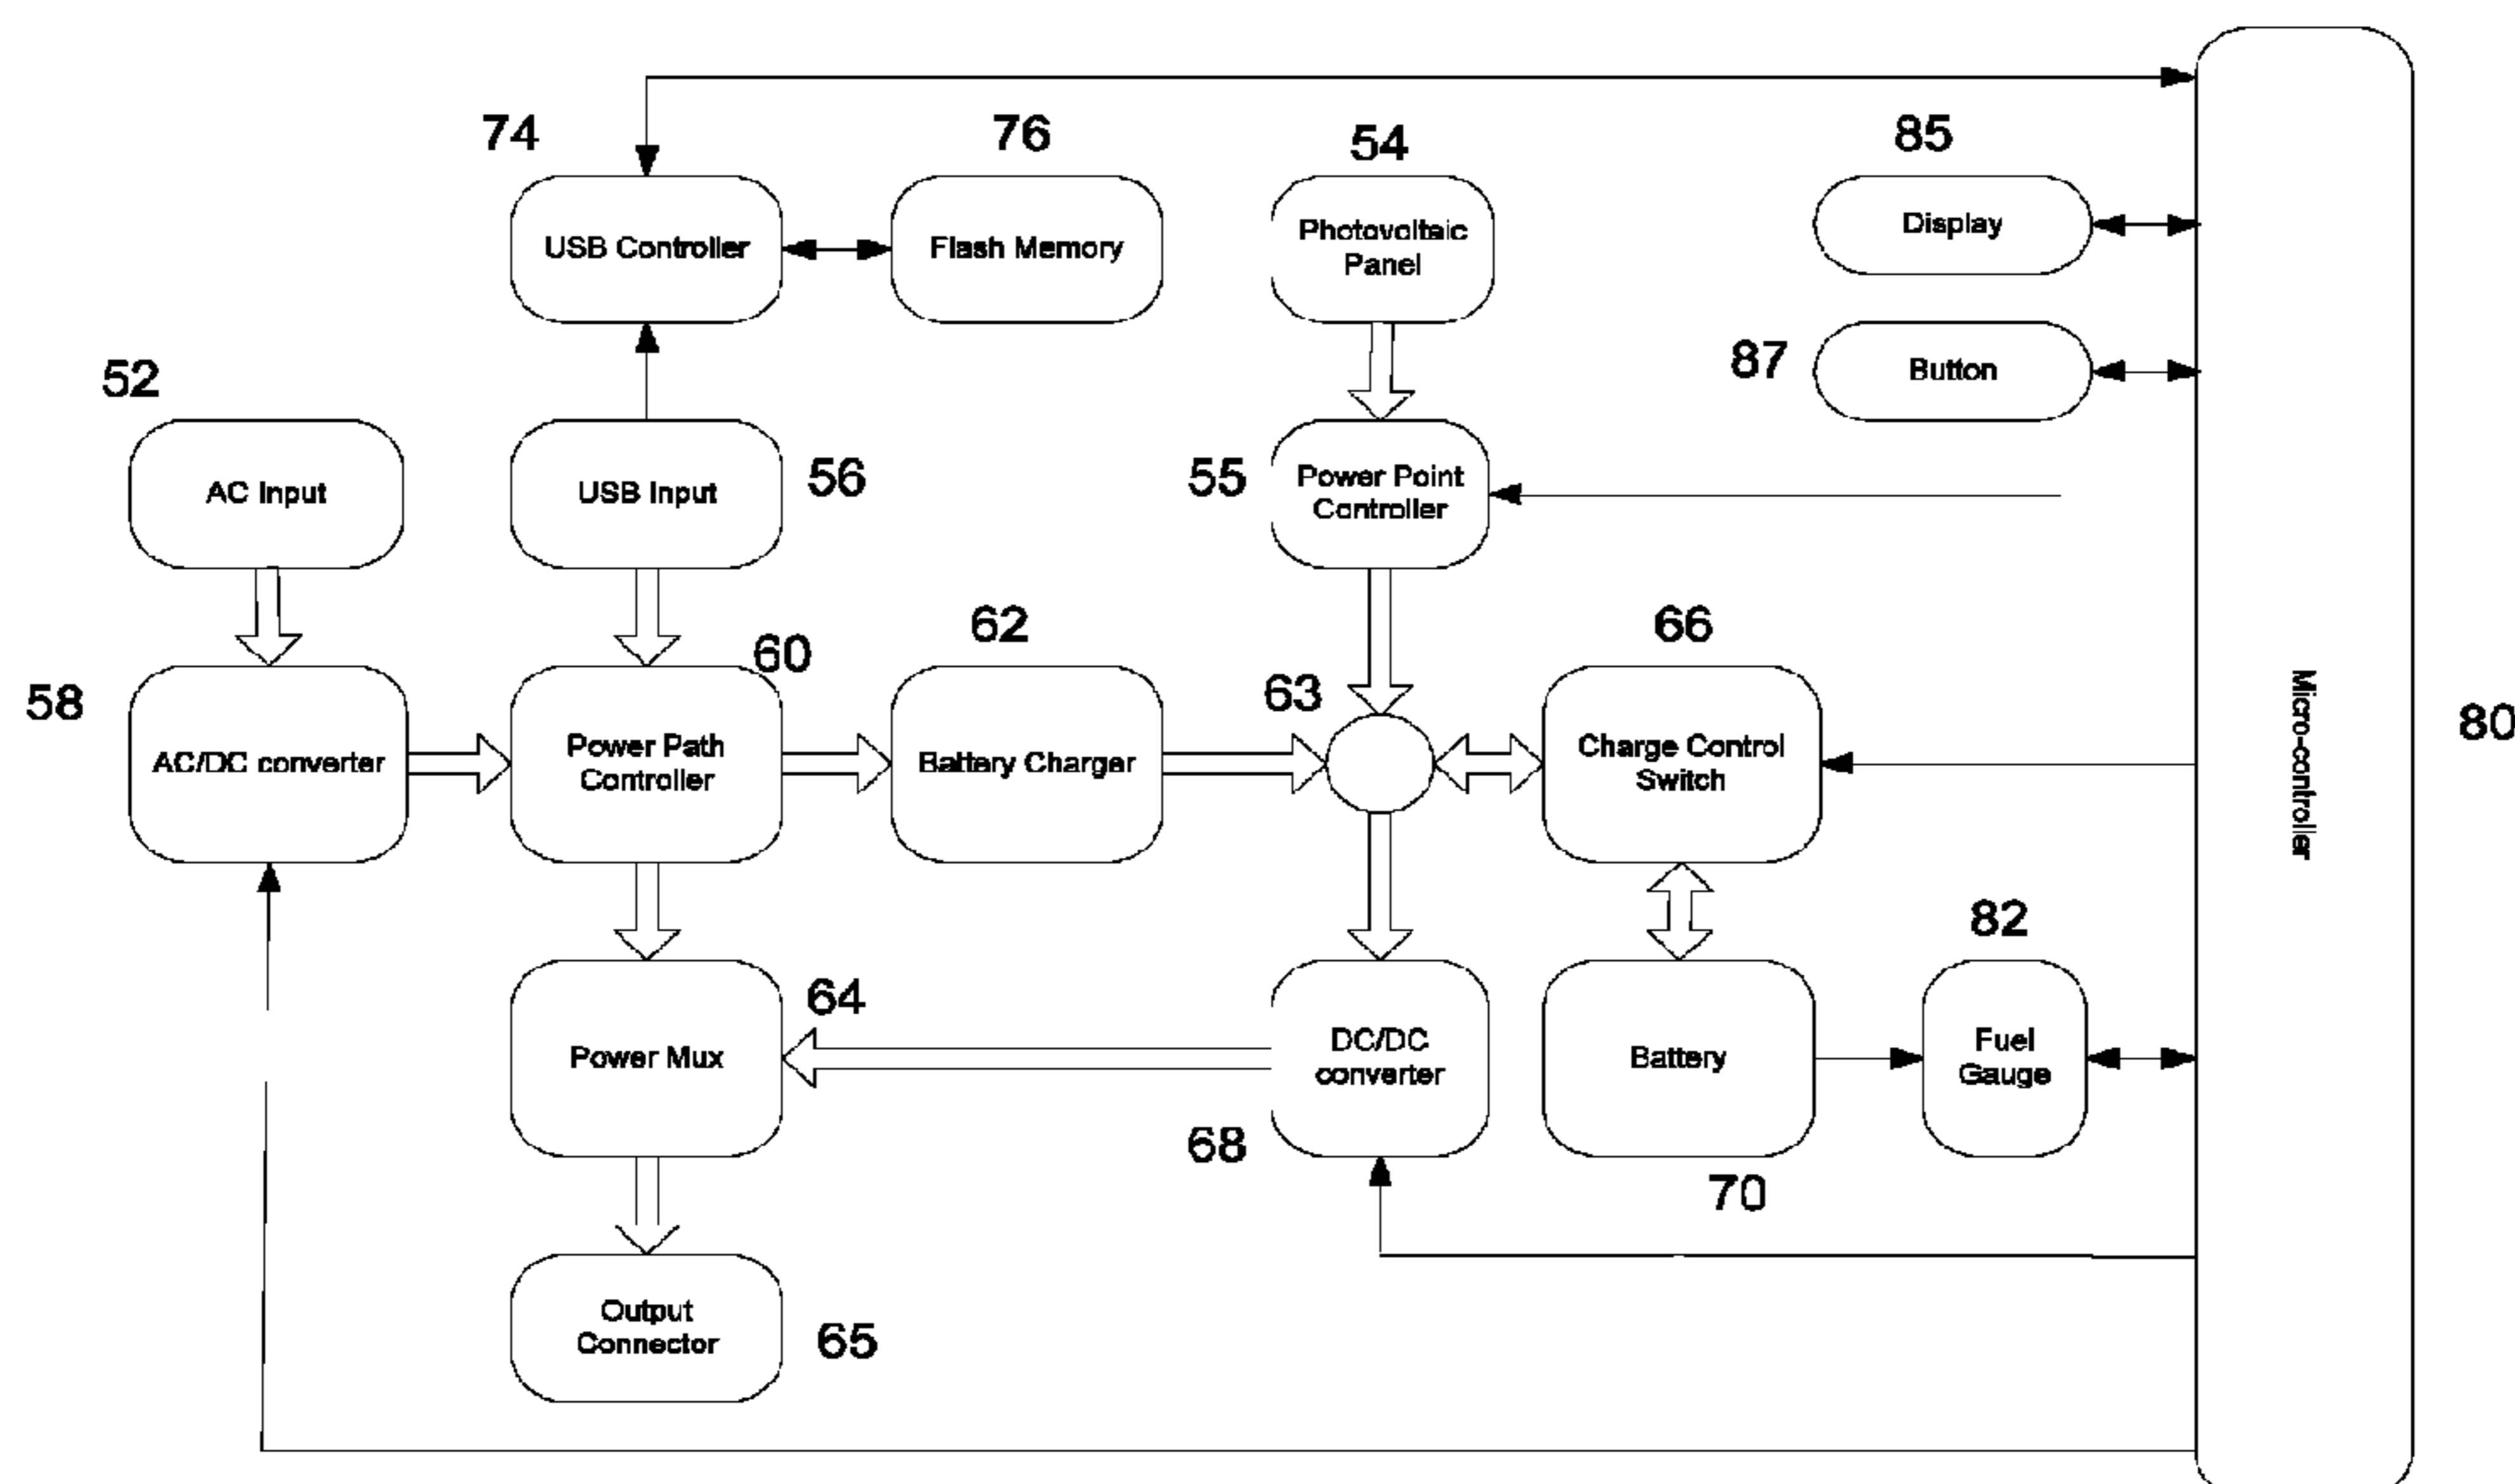 74
76
54
85
USB Controller
Flash Memory
Photovoltaic
Panel
Display
52
87
Button
AC Input
USB Input
56
55
Power Point
Controller
62
66
60
58
63
AC/DC converter
Power Path
Controller
Battery Charger
Charge Control
Switch
Micro-controller
80
82
64
Power Mux
DC/DC
converter
Battery
Fuel
Gauge
68
70
Output
Connector
65